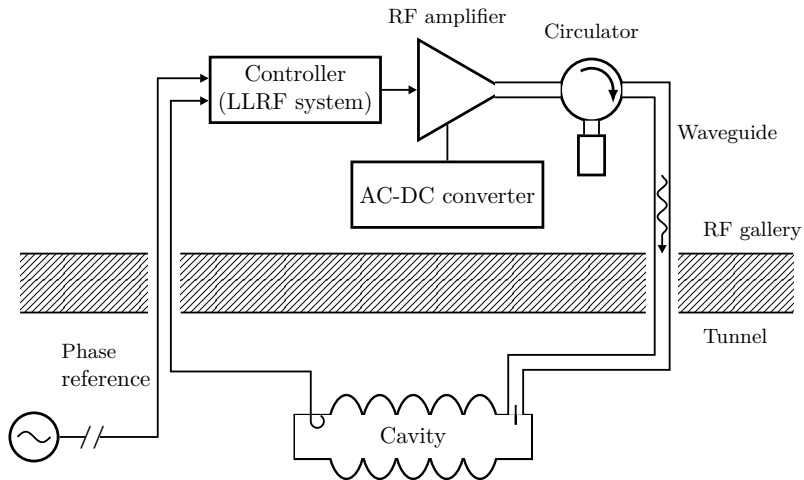 RF amplifier
Circulator
Controller
(LLRF system)
Waveguide
AC-DC converter
RF gallery
Tunnel
Phase
reference
Cavity